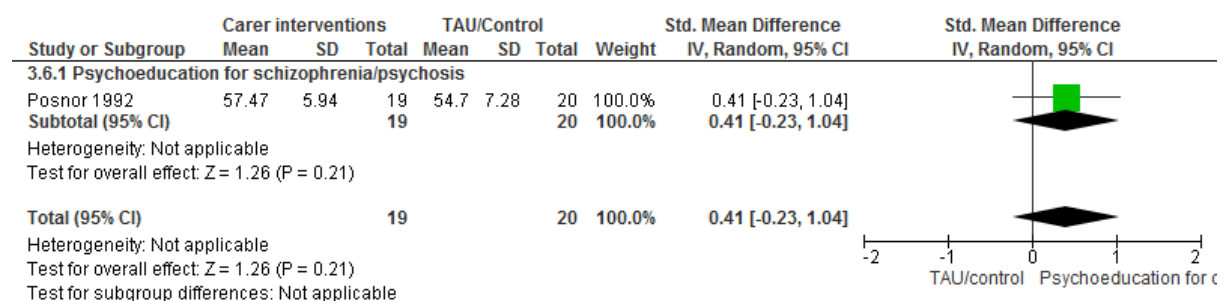 Carer interventions TAU/Control Std. Mean Difference Std. Mean Difference
Study or Subgroup Mean SD Total Mean SD Total Weight IV, Random, 95% CI IV, Random, 95% CI
3.6.1 Psychoeducation for schizophrenia/psychosis
Posnor 1992 57.47 5.94 19 54.7 7.28 20 100.0% 0.41 [-0.23, 1.04]
Subtotal (95% CI) 19 20 100.0% 0.41 [-0.23, 1.04]
Heterogeneity: Not applicable
Test for overall effect: Z = 1.26 (P = 0.21)
Total (95% CI) 19 20 100.0% 0.41 [-0.23, 1.04]
Heterogeneity: Not applicable
Test for overall effect: Z = 1.26 (P = 0.21)
Test for subgroup differences: Not applicable
-2 -1 0 1 2
TAU/control Psychoeducation for